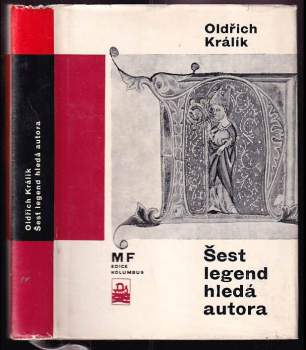 Oldřich Králík
Šest legend hledá autora
Oldřich
Králík
MF
EDICE
KOLUMBUS
Šest
legend
hledá
autora